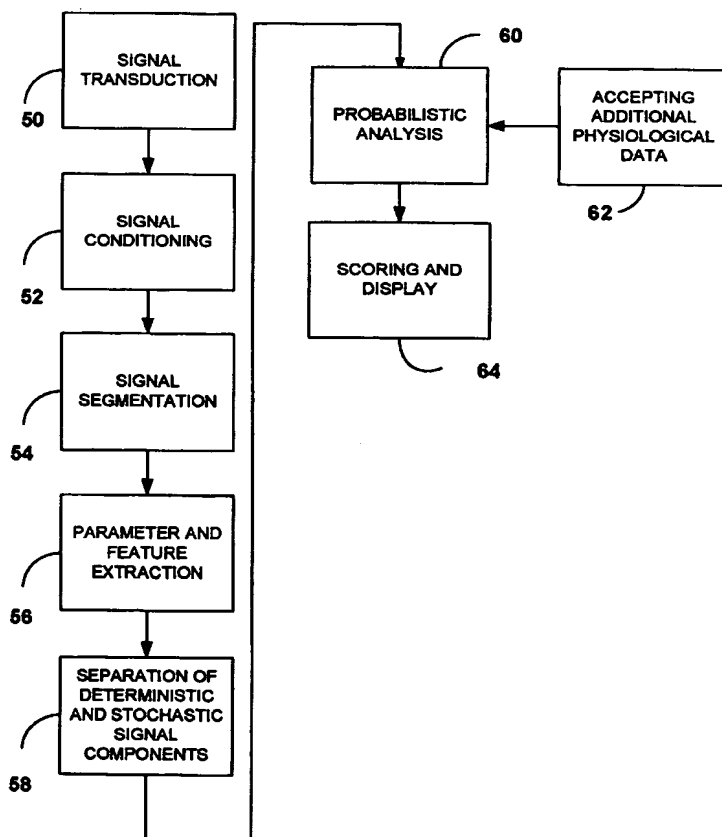 SIGNAL
TRANSDUCTION
50
SIGNAL
CONDITIONING
52
SIGNAL
SEGMENTATION
54
PARAMETER AND
FEATURE
EXTRACTION
56
SEPARATION OF
DETERMINISTIC
AND STOCHASTIC
SIGNAL
COMPONENTS
58
60
PROBABILISTIC
ANALYSIS
ACCEPTING
ADDITIONAL
PHYSIOLOGICAL
DATA
62
SCORING AND
DISPLAY
64